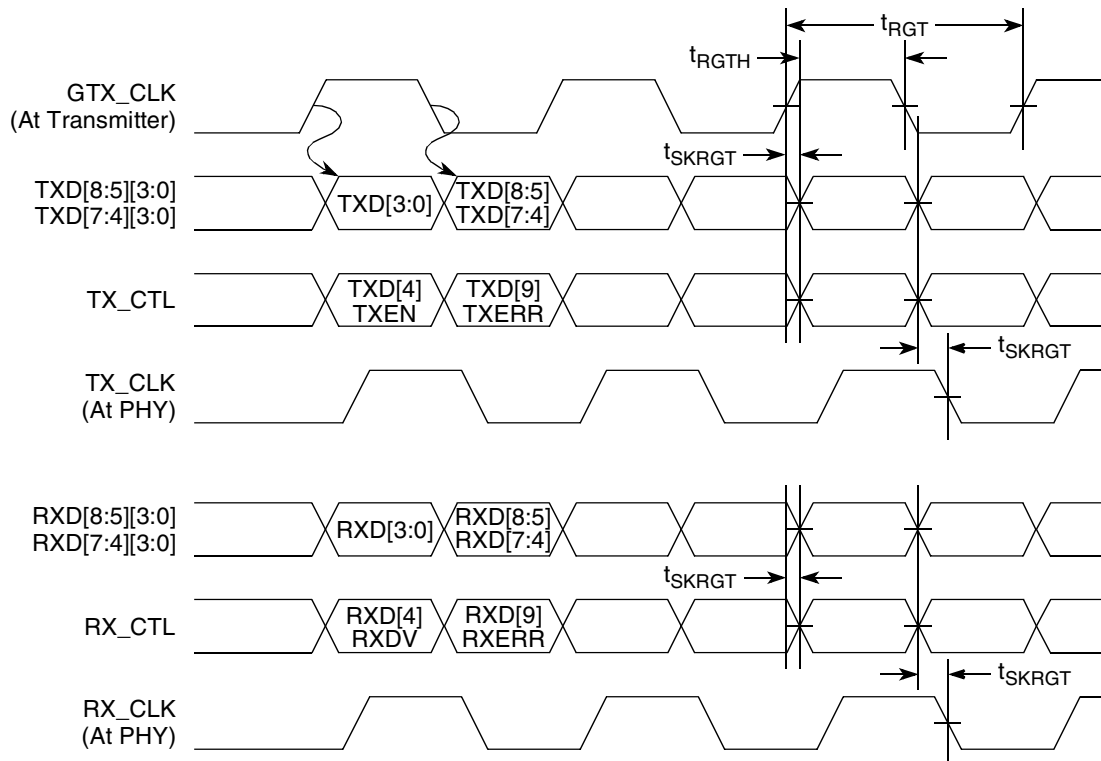 tRGT
tRGTH
GTX_CLK
(At Transmitter)
tSKRGT
TXD[8:5][3:0]
TXD[7:4][3:0]
TXD[3:0]
TXD[8:5]
TXD[7:4]
TX_CTL
TXD[4]
TXEN
TXD[9]
TXERR
tSKRGT
TX_CLK
(At PHY)
RXD[8:5][3:0]
RXD[7:4][3:0]
RXD[3:0]
RXD[8:5]
RXD[7:4]
tSKRGT
RX_CTL
RXD[4]
RXDV
RXD[9]
RXERR
tSKRGT
RX_CLK
(At PHY)